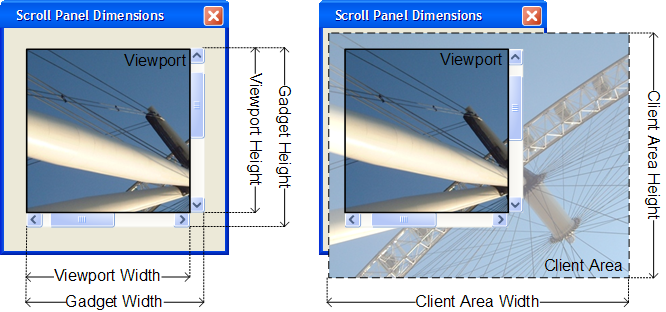 Scroll Panel Dimensions
Viewport
Viewport Height
Gadget Height
Viewport Width
Gadget Width
Scroll Panel Dimensions
Viewport
Client Area Height
Client Area
Client Area Width